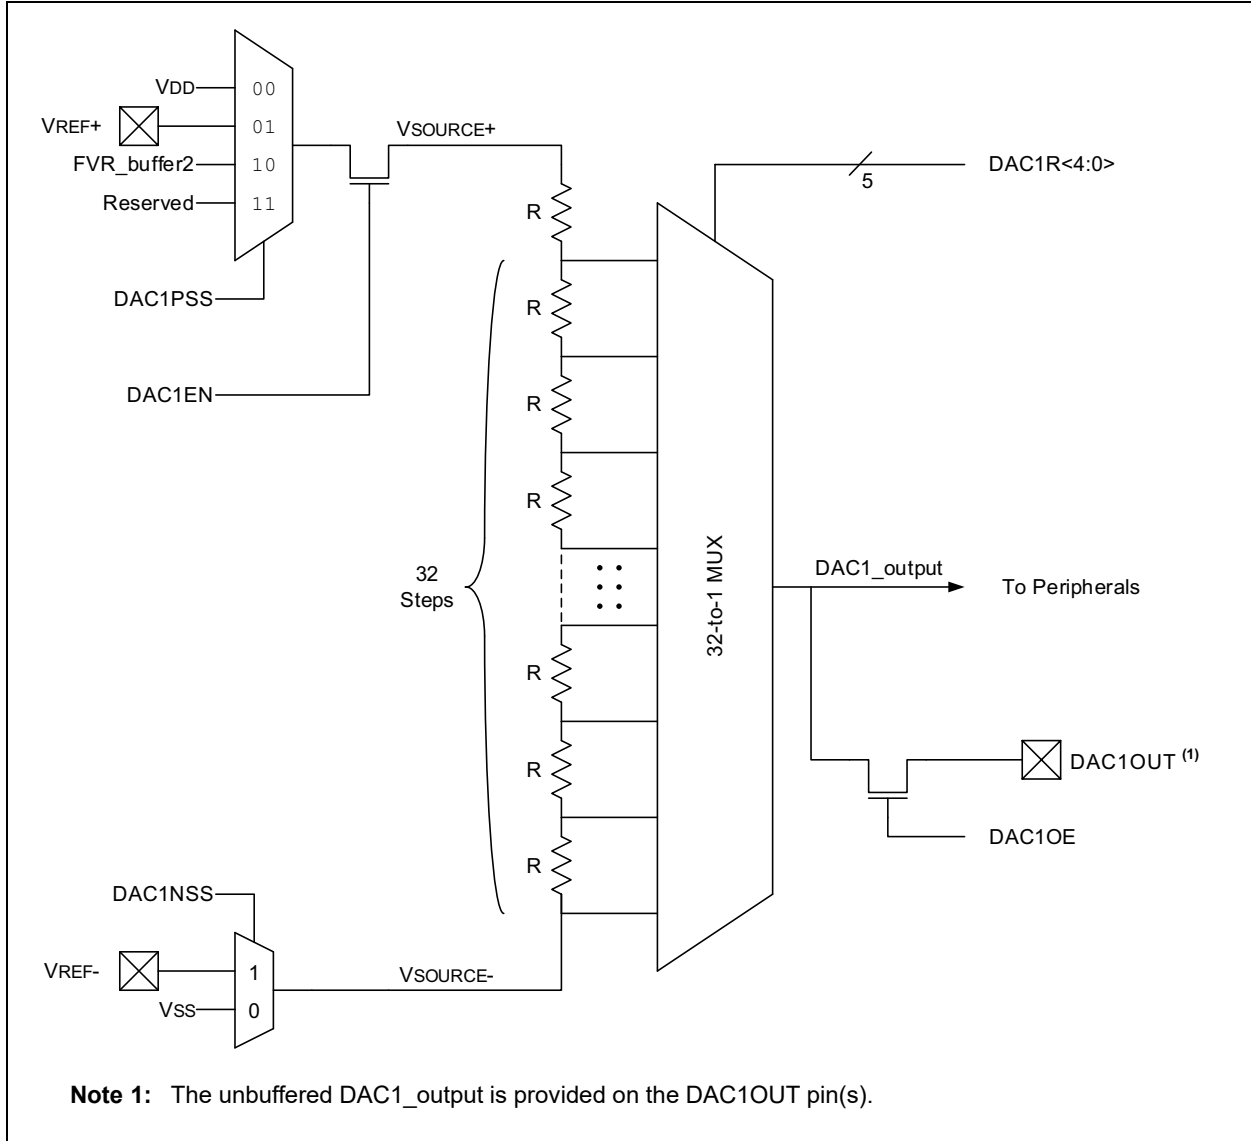 VDD
00
VREF+
01
FVR_buffer2
10
Reserved
11
VSOURCE+
DAC1R<4:0>
5
DAC1PSS
DAC1EN
R
R
R
R
32
Steps
32-to-1 MUX
DAC1_output
To Peripherals
R
R
R
DAC1OUT (1)
DAC1OE
DAC1NSS
VREF-
1
VSOURCE-
VSS
0
Note 1: The unbuffered DAC1_output is provided on the DAC1OUT pin(s).